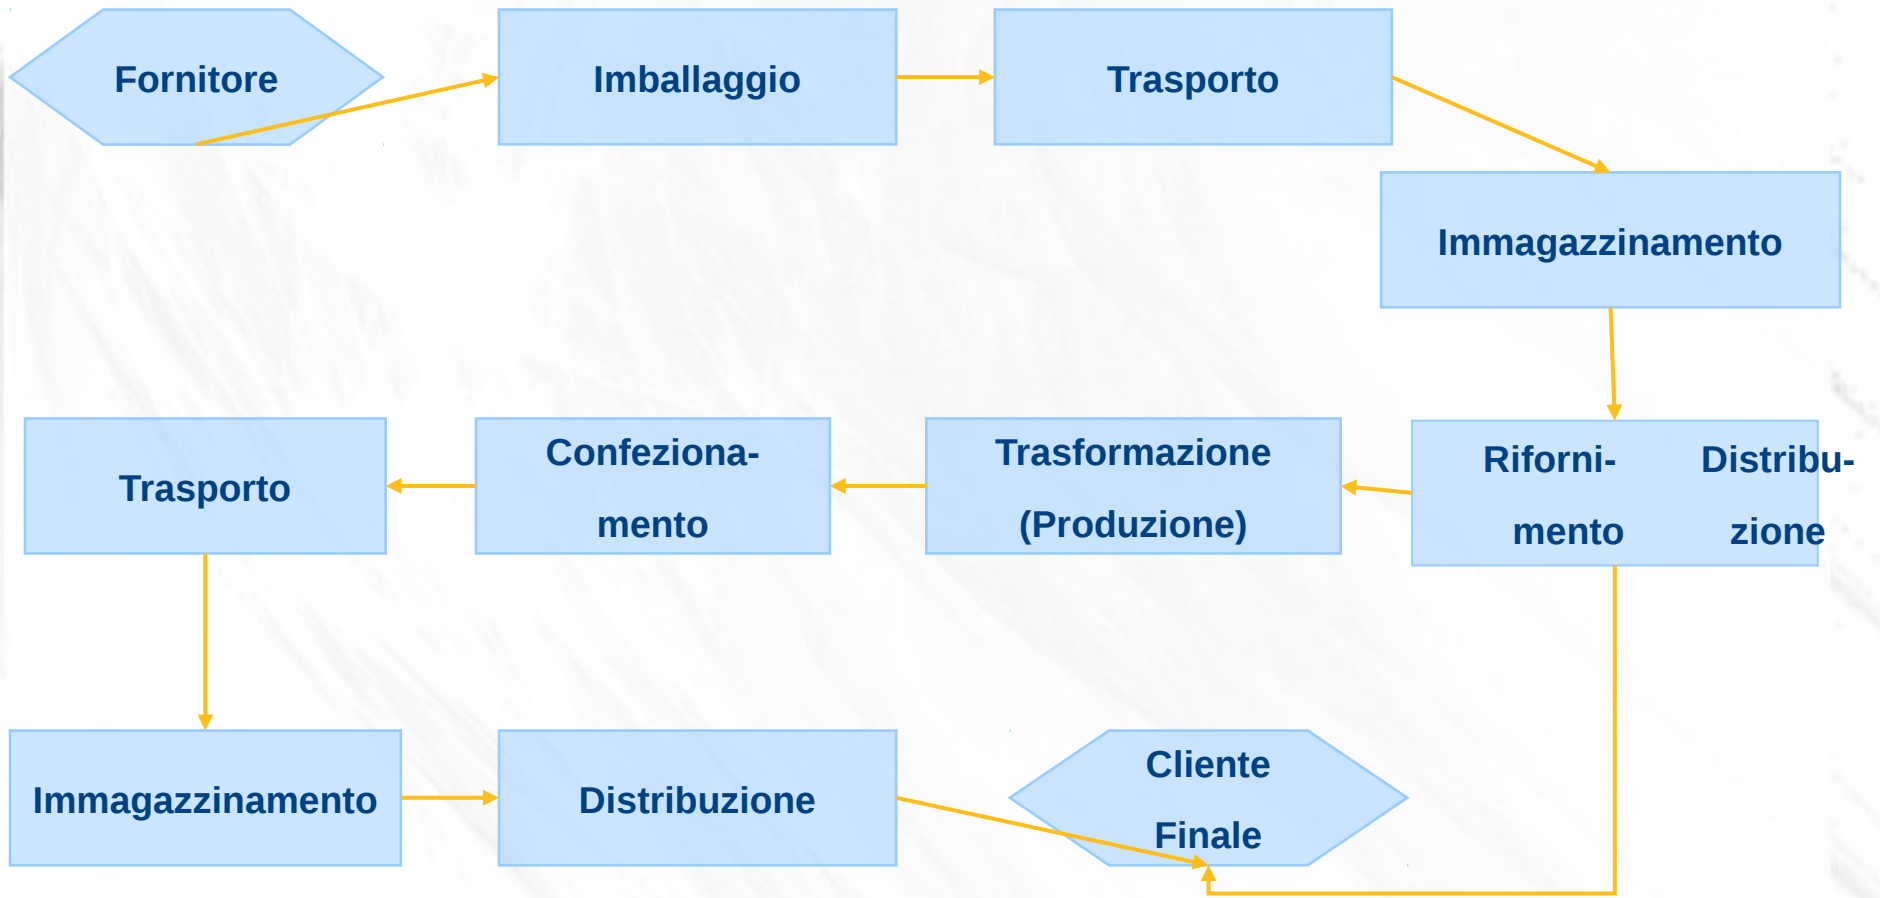 Fornitore
Imballaggio
Trasporto
Immagazzinamento
Trasporto
Confeziona-
mento
Trasformazione
(Produzione)
Riforni- Distribu-
mento zione
Immagazzinamento
Distribuzione
Cliente
Finale